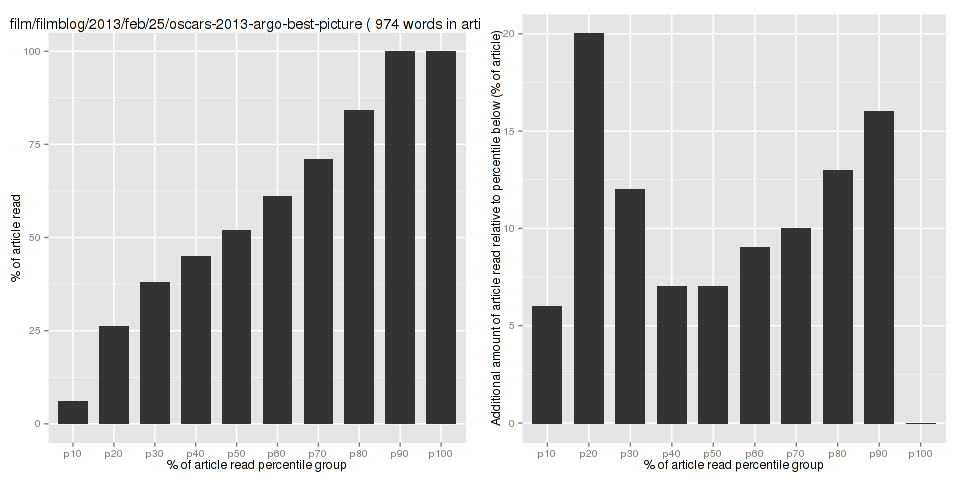 film/filmblog/2013/feb/25/oscars-2013-argo-best-picture ( 974 words in arti
% of article read
100
75
50
25
0
p10 p20 p30 p40 p50 p60 p70 p80 p90 p100
% of article read percentile group
Additional amount of article read relative to percentile below (% of article)
20
15
10
5
0
p10 p20 p30 p40 p50 p60 p70 p80 p90 p100
% of article read percentile group